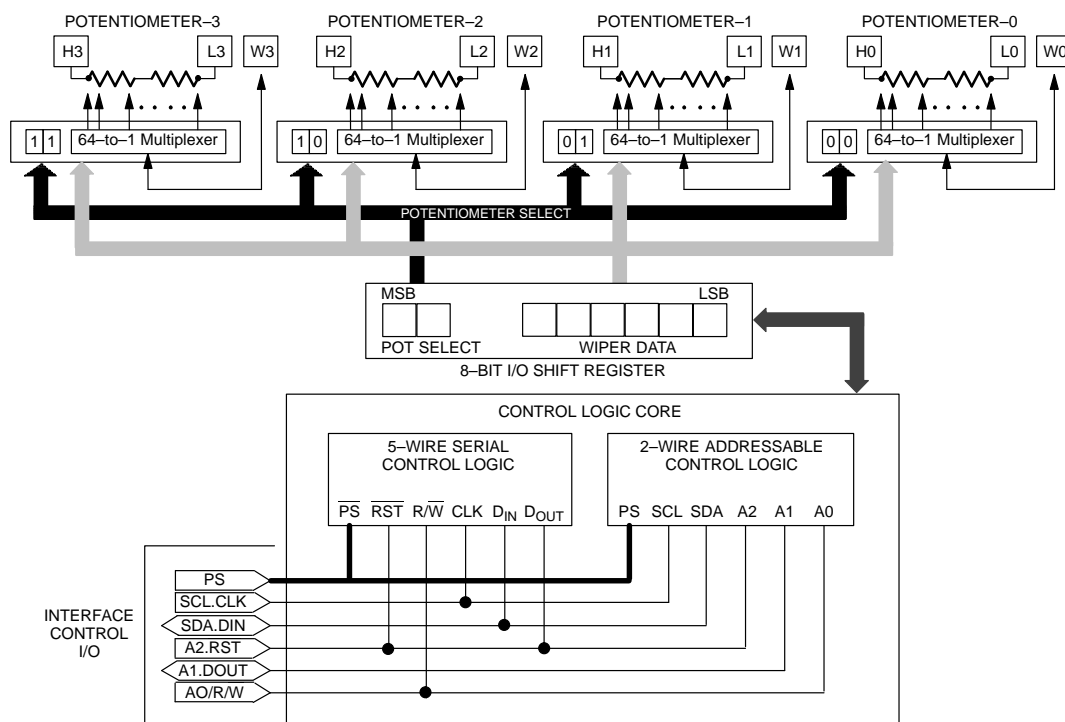 POTENTIOMETER–3 POTENTIOMETER–2 POTENTIOMETER–1 POTENTIOMETER–0
H3 L3 W3 H2 L2 W2 H1 L1 W1 H0 L0 W0
1 1 64–to–1 Multiplexer 1 0 64–to–1 Multiplexer 0 1 64–to–1 Multiplexer 0 0 64–to–1 Multiplexer
POTENTIOMETER SELECT
MSB LSB
POT SELECT WIPER DATA
8–BIT I/O SHIFT REGISTER
CONTROL LOGIC CORE
5–WIRE SERIAL
CONTROL LOGIC
2–WIRE ADDRESSABLE
CONTROL LOGIC
PS RST R/W CLK DIN DOUT
PS SCL SDA A2 A1 A0
INTERFACE
CONTROL
I/O
PS
SCL.CLK
SDA.DIN
A2.RST
A1.DOUT
AO/R/W